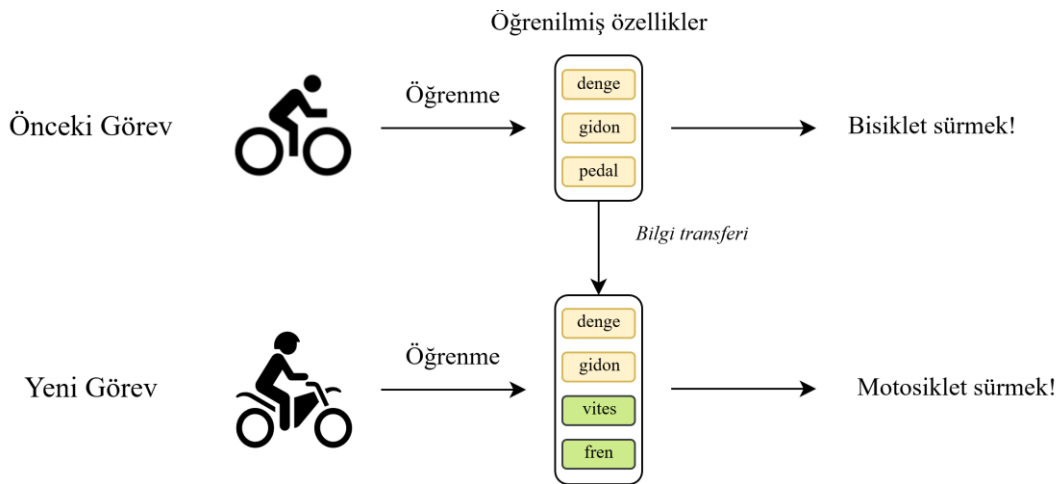 Öğrenilmiş özellikler
Önceki Görev
Öğrenme
denge
gidon
pedal
Bisiklet sürmek!
Bilgi transferi
Yeni Görev
Öğrenme
denge
gidon
vites
fren
Motosiklet sürmek!